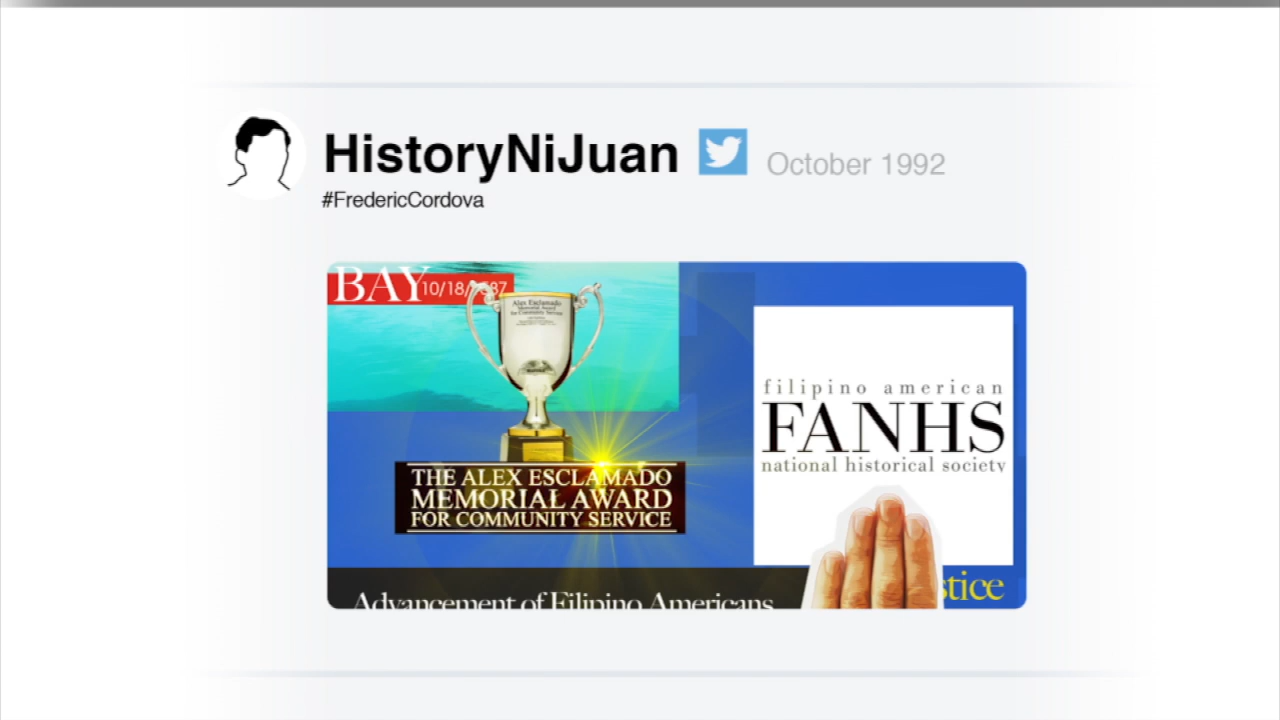 HistoryNiJuan
October 1992
#FredericCordova
BAY
Alex Esclamado
Memorial Award
for Community Service
THE ALEX ESCLAMADO
MEMORIAL AWARD
FOR COMMUNITY SERVICE
filipino american
FANHS
national historical society
Advancement of Filipino Americans